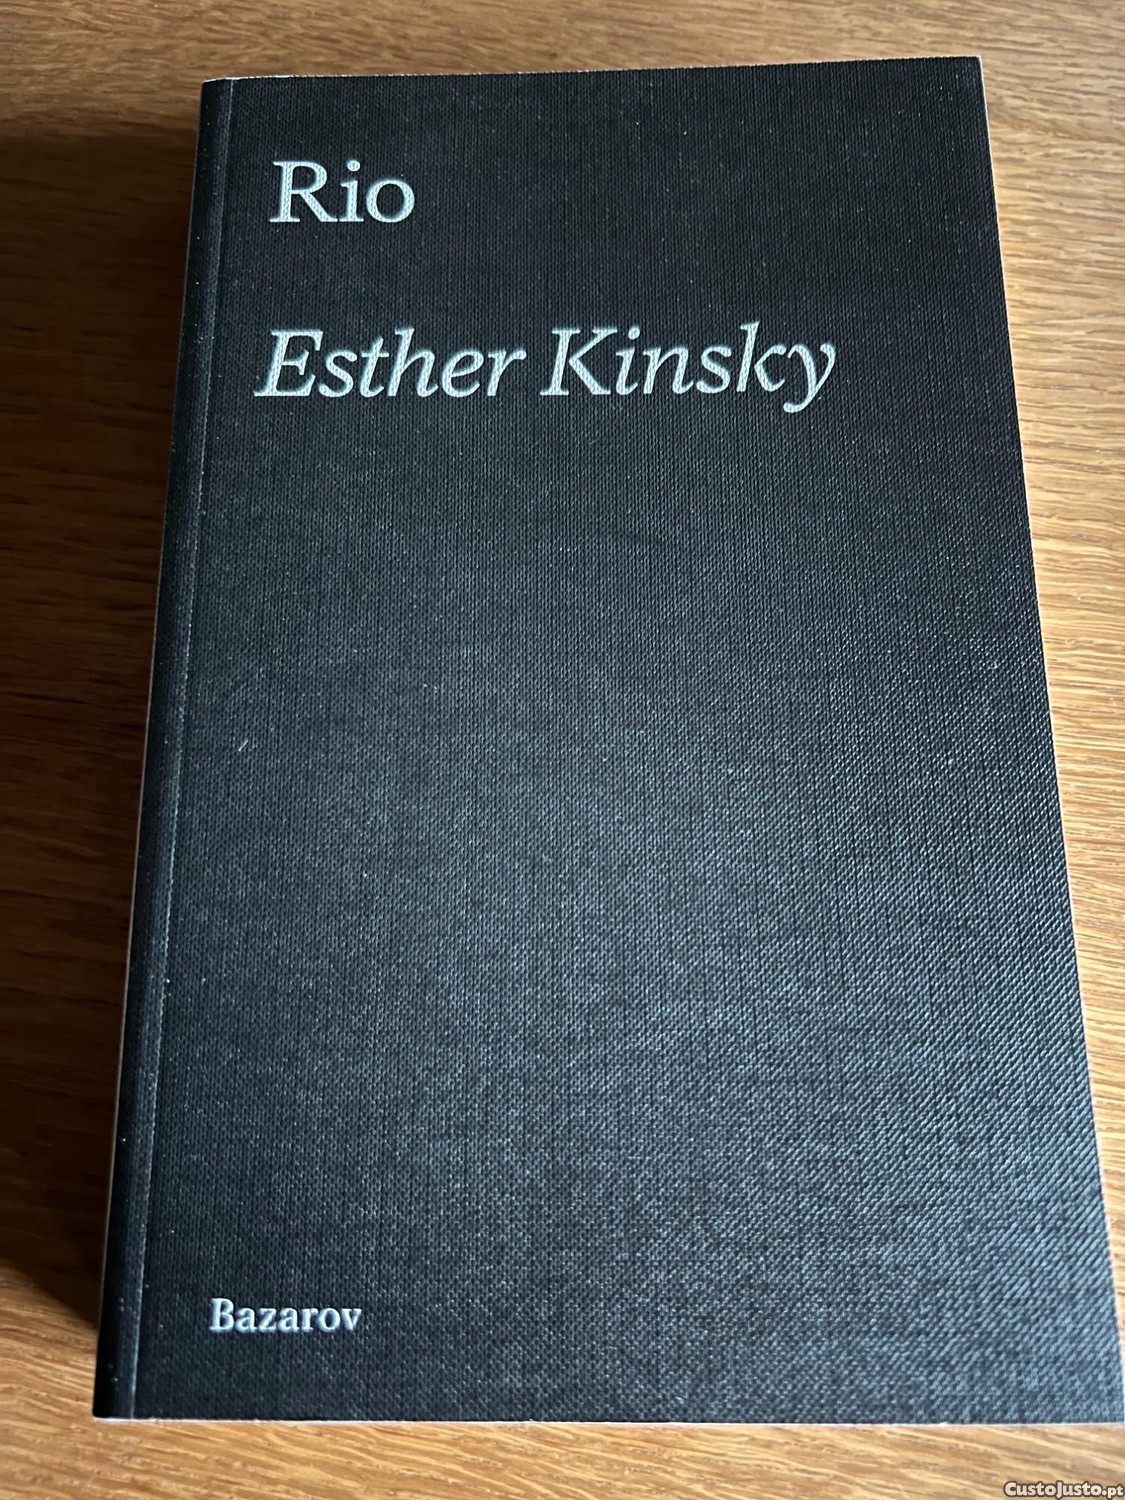 Rio
Esther Kinsky
Bazarov
CustoJusto.pt